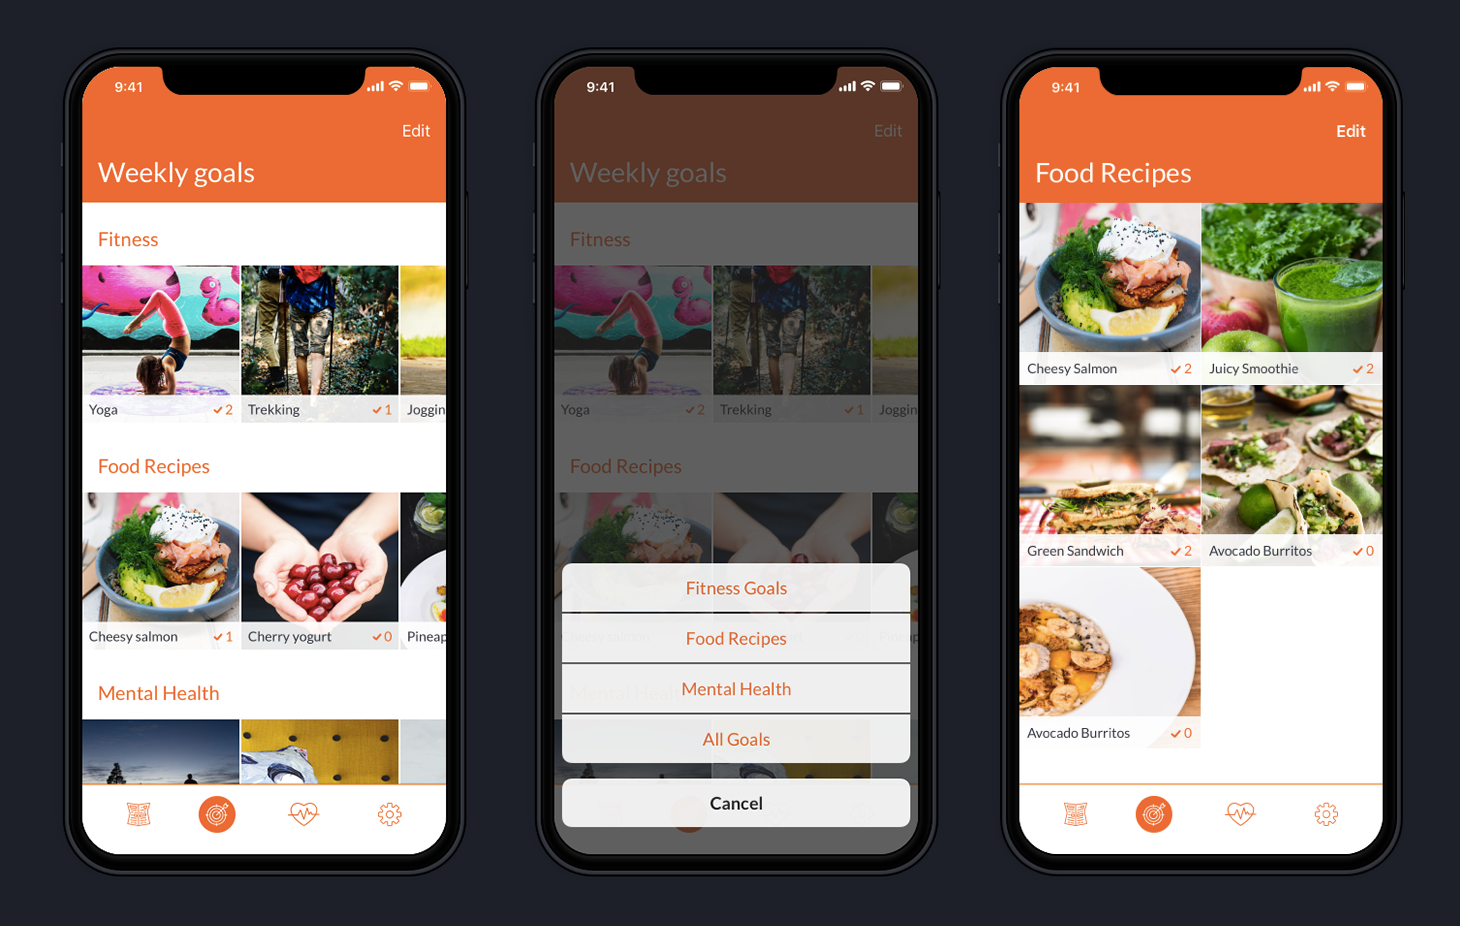 9:41
Edit
Weekly goals
Fitness
Yoga 2
Trekking 1
Joggin
Food Recipes
Cheesy salmon 1
Cherry yogurt 0
Pineap
Mental Health
9:41
Edit
Weekly goals
Fitness
Yoga 2
Trekking 1
Joggin
Food Recipes
Fitness Goals
Food Recipes
Mental Health
All Goals
Cancel
9:41
Edit
Food Recipes
Cheesy Salmon 2
Juicy Smoothie 2
Green Sandwich 2
Avocado Burritos 0
Avocado Burritos 0